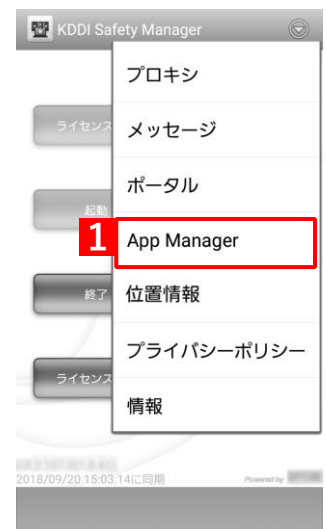 KDDI Safety Manager
プロキシ
ライセンス
メッセージ
ポータル
起動
1 App Manager
終了
位置情報
プライバシーポリシー
ライセンス
情報
2018/09/20 15:03:14に同期
Powered by